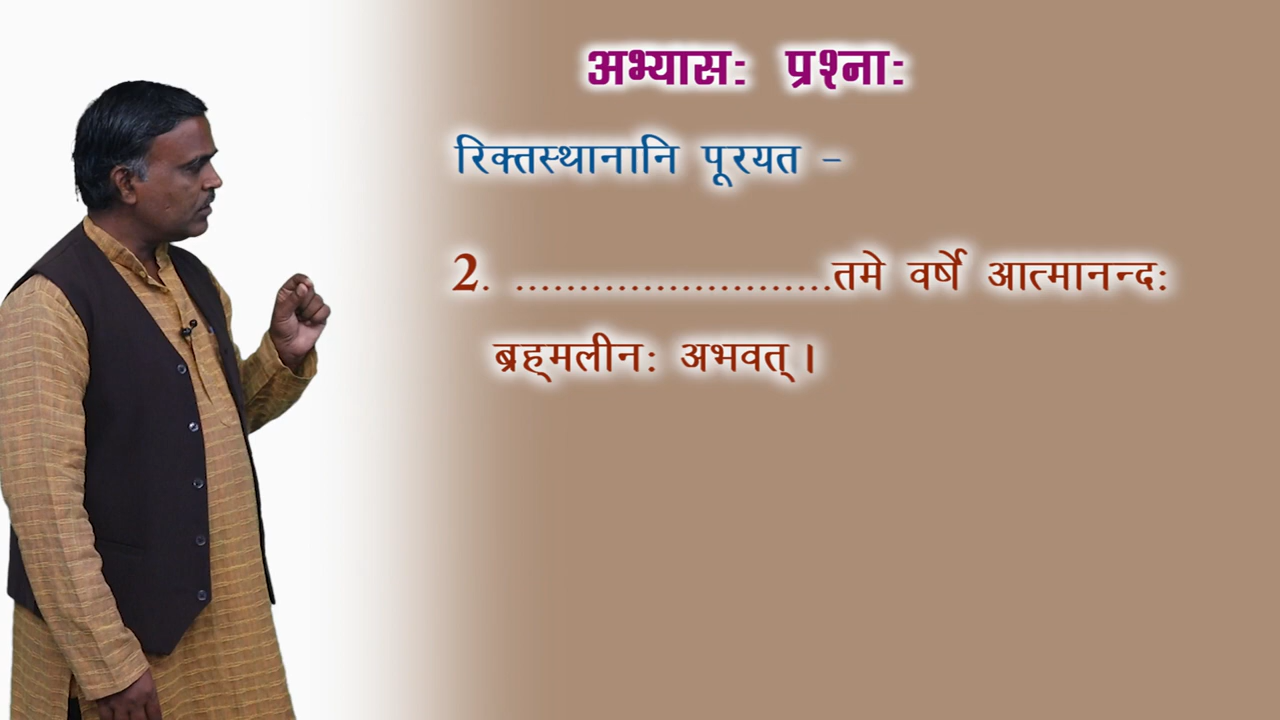 अभ्यासः प्रश्नाः
रिक्तस्थानानि पूरयत –
2. .........................तमे वर्षे आत्मानन्दः
ब्रह्मलीनः अभवत्।